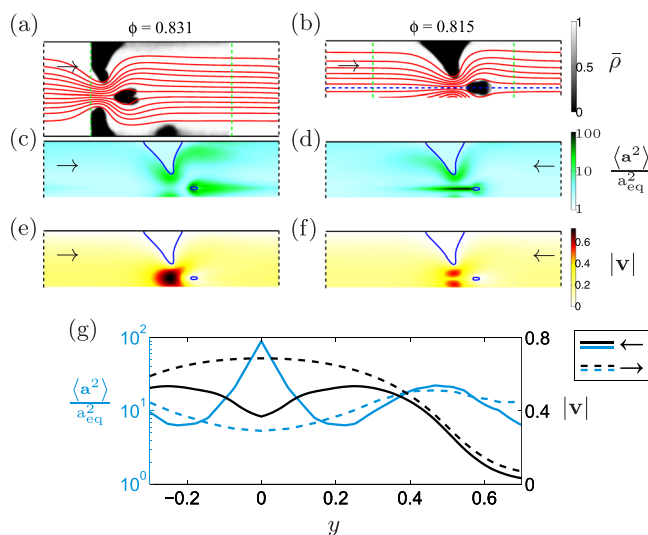 (a) ϕ = 0.831 (b) ϕ = 0.815
→ → 1 0.5 0 ρ̄
(c) → (d) ← 100 10 1 ⟨a²⟩ / a²eq
(e) → (f) ← 0.6 0.4 0.2 0 |v|
(g)
10² 0.8
⟨a²⟩ / a²eq 10¹ 0.4 |v| ←
→
10⁰ 0
−0.2 0 0.2 0.4 0.6
y